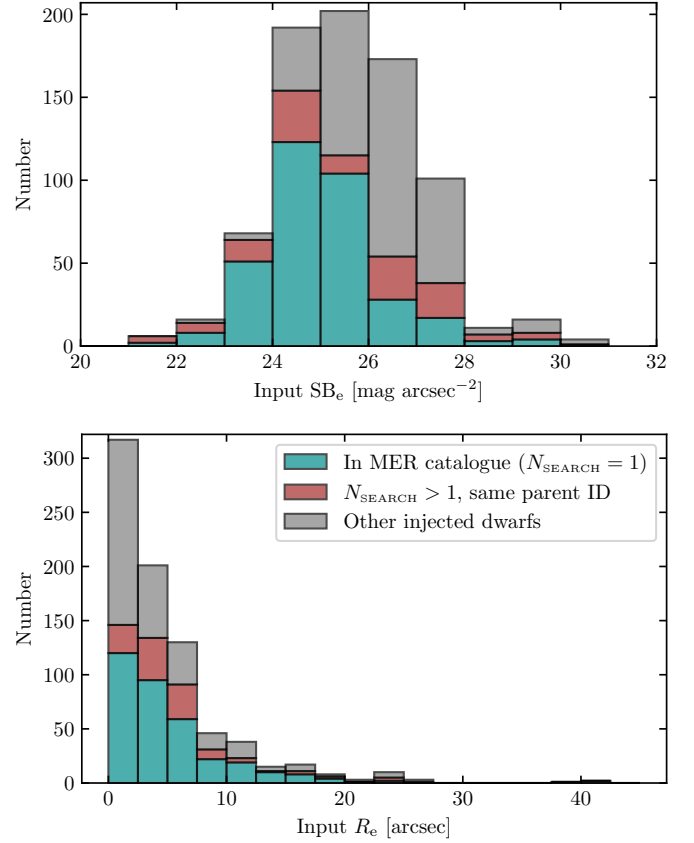 200
150
100
50
0
Number
20 22 24 26 28 30 32
Input SBₑ [mag arcsec⁻²]
300
250
200
150
100
50
0
Number
In MER catalogue (N_SEARCH = 1)
N_SEARCH > 1, same parent ID
Other injected dwarfs
0 10 20 30 40
Input Rₑ [arcsec]